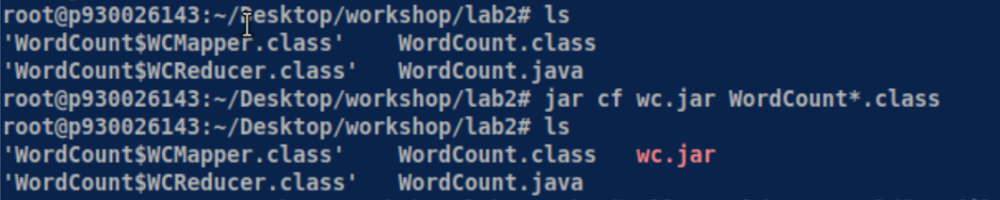 root@p930026143:~/Desktop/workshop/lab2# ls
'WordCount$WCMapper.class'    WordCount.class
'WordCount$WCReducer.class'   WordCount.java
root@p930026143:~/Desktop/workshop/lab2# jar cf wc.jar WordCount*.class
root@p930026143:~/Desktop/workshop/lab2# ls
'WordCount$WCMapper.class'    WordCount.class   wc.jar
'WordCount$WCReducer.class'   WordCount.java